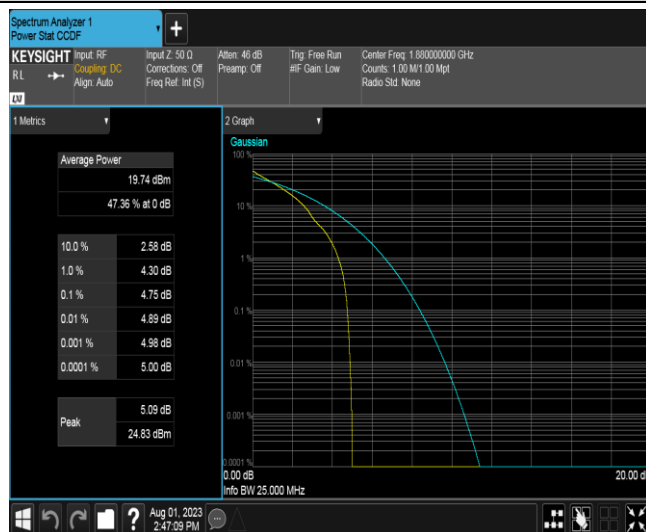 Spectrum Analyzer 1
Power Stat CCDF
KEYSIGHT
RL
LXI
Input: RF
Coupling: DC
Align: Auto
Input Z: 50 Ω
Corrections: Off
Freq Ref: Int (S)
Atten: 46 dB
Preamp: Off
Trig: Free Run
#IF Gain: Low
Center Freq: 1.880000000 GHz
Counts: 1.00 M/1.00 Mpt
Radio Std: None
1 Metrics
Average Power
19.74 dBm
47.36 % at 0 dB
10.0 % 2.58 dB
1.0 % 4.30 dB
0.1 % 4.75 dB
0.01 % 4.89 dB
0.001 % 4.98 dB
0.0001 % 5.00 dB
Peak 5.09 dB
24.83 dBm
2 Graph
Gaussian
100 %
10 %
1 %
0.1 %
0.01 %
0.001 %
0.0001 %
0.00 dB
20.00 d
Info BW 25.000 MHz
?
Aug 01, 2023
2:47:09 PM